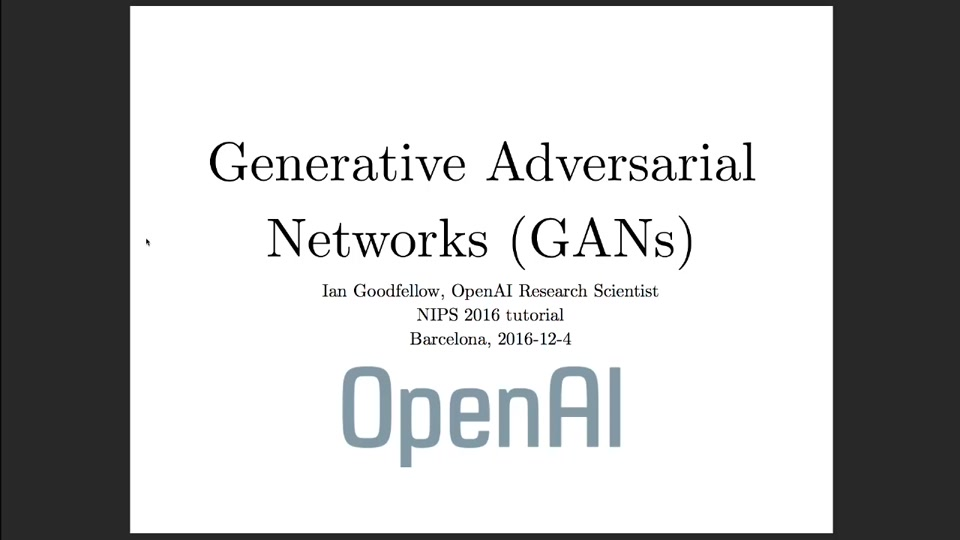 Generative Adversarial
Networks (GANs)
Ian Goodfellow, OpenAI Research Scientist
NIPS 2016 tutorial
Barcelona, 2016-12-4
OpenAI